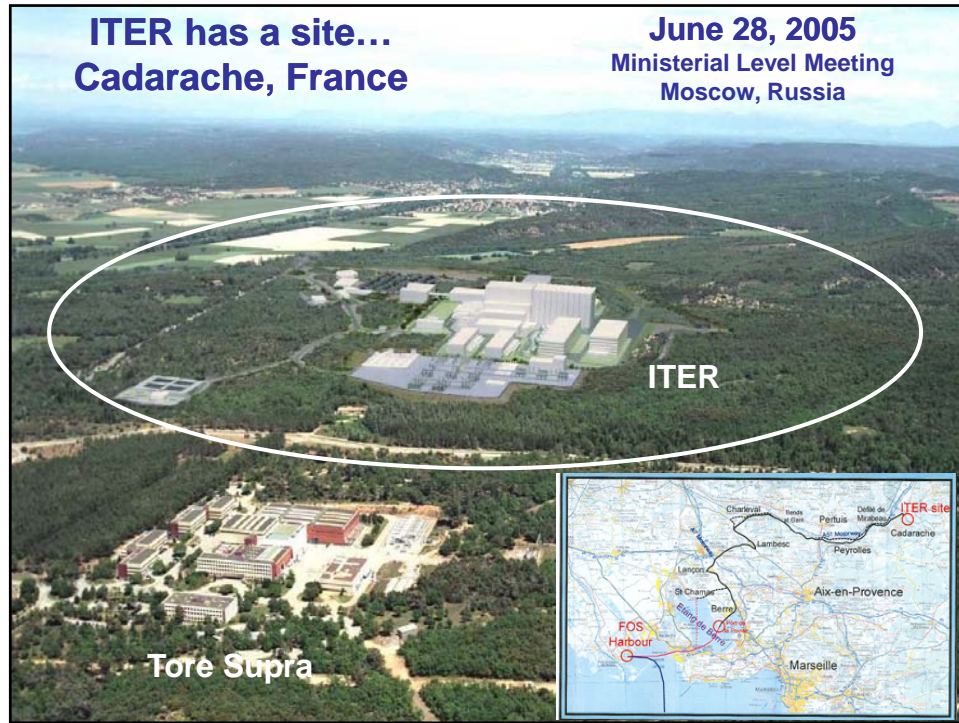 ITER has a site…
Cadarache, France
June 28, 2005
Ministerial Level Meeting
Moscow, Russia
ITER
Tore Supra
ITER site
Cadarache
Défilé de
Mirabeau
Charleval
Pertuis
A51 Motorway
Peyrolles
Lambesc
Lançon
St Chamas
Aix-en-Provence
Berre
Etang de Berre
FOS
Harbour
Marseille